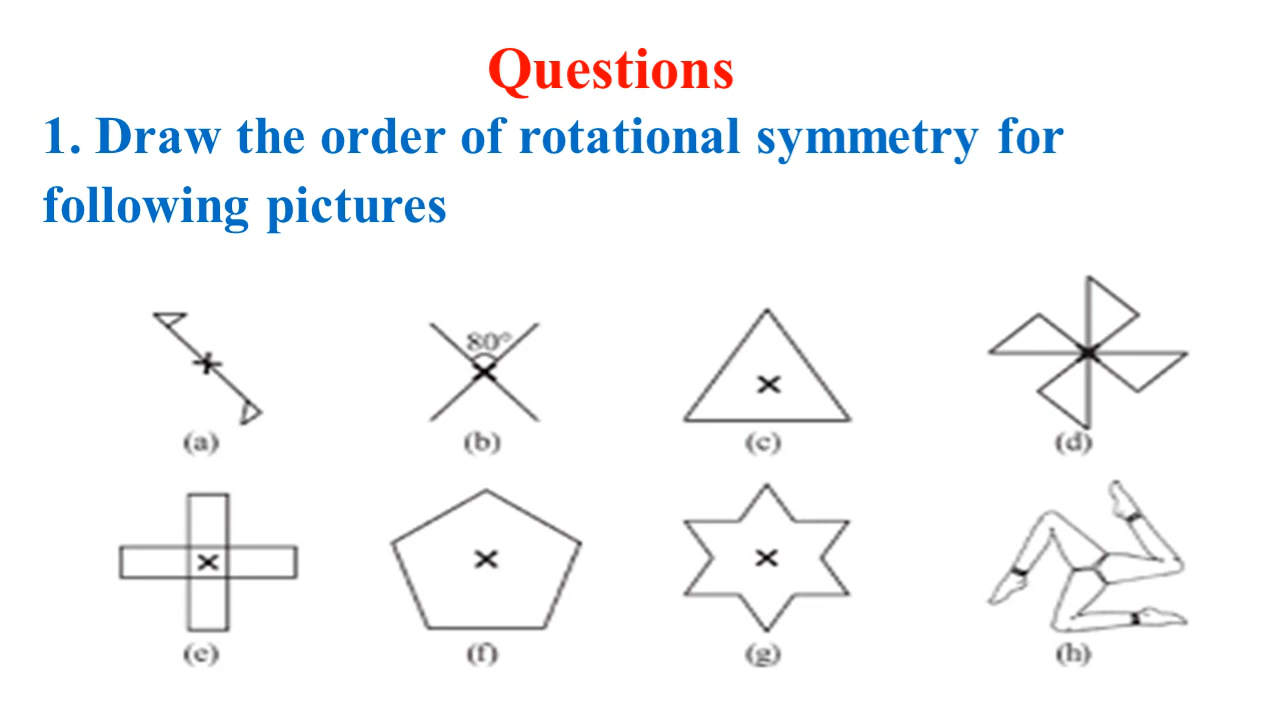 Questions
1. Draw the order of rotational symmetry for
following pictures
80°
(a) (b) (c) (d)
(e) (f) (g) (h)